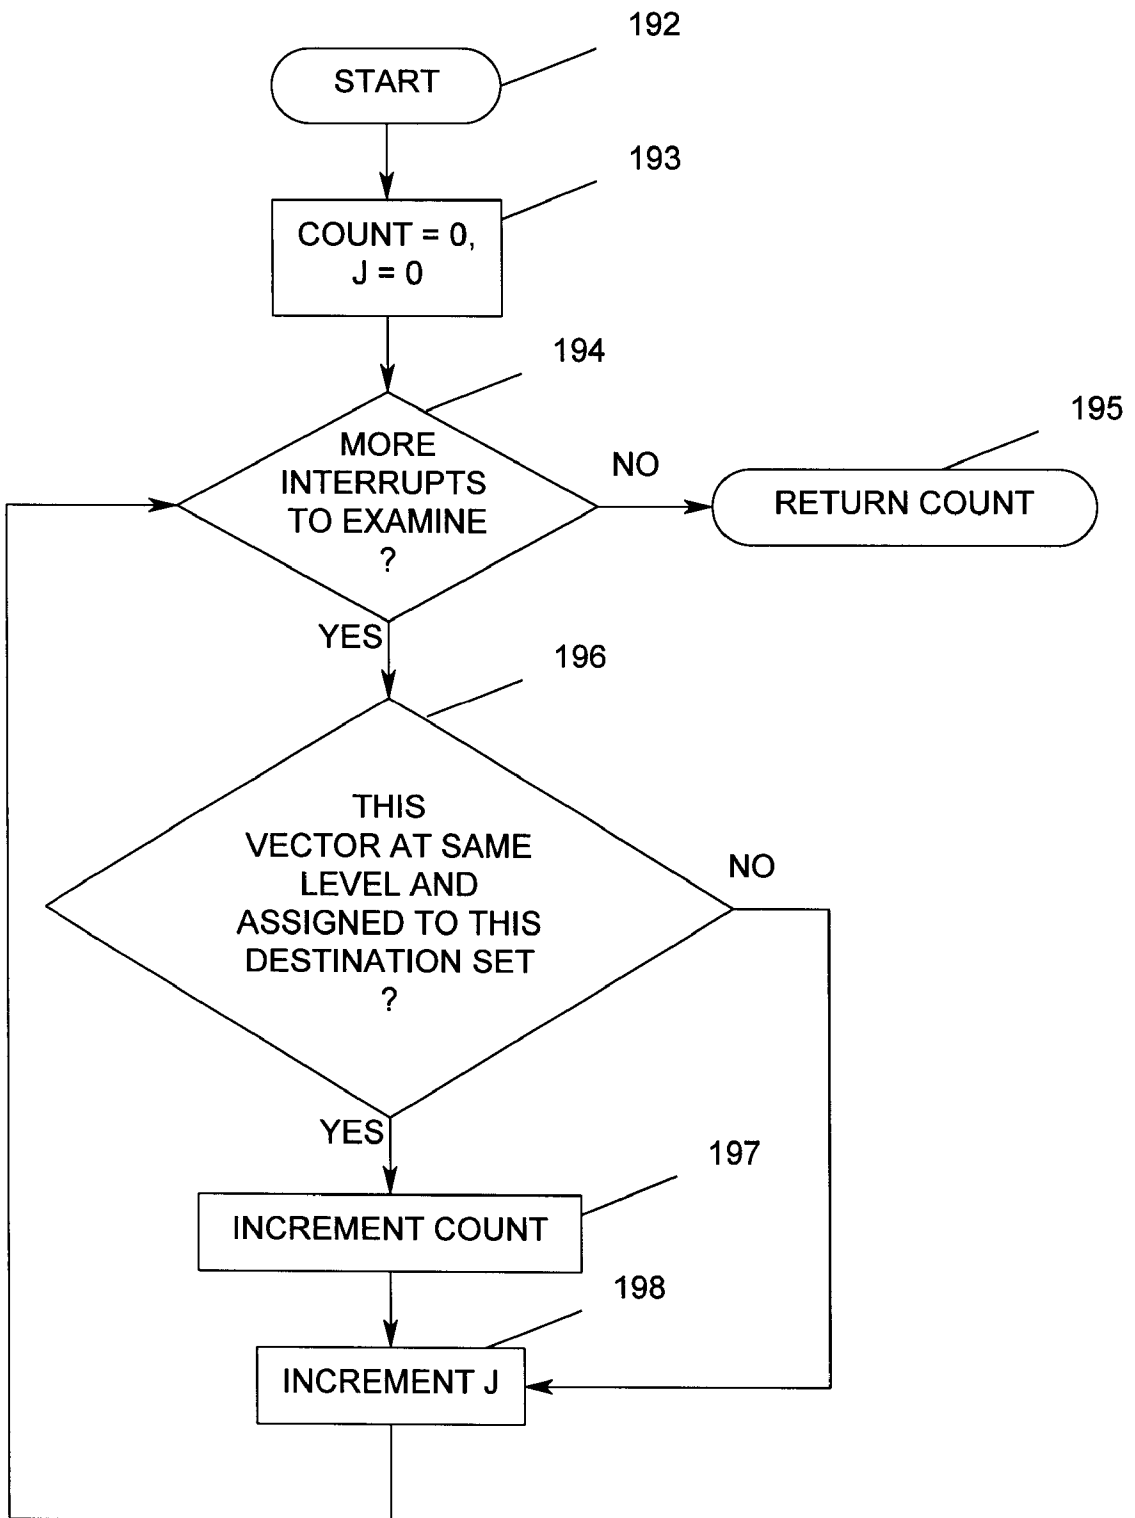 192
START
193
COUNT = 0,
J = 0
194
MORE
INTERRUPTS
TO EXAMINE
?
NO
195
RETURN COUNT
YES
196
THIS
VECTOR AT SAME
LEVEL AND
ASSIGNED TO THIS
DESTINATION SET
?
NO
YES
197
INCREMENT COUNT
198
INCREMENT J